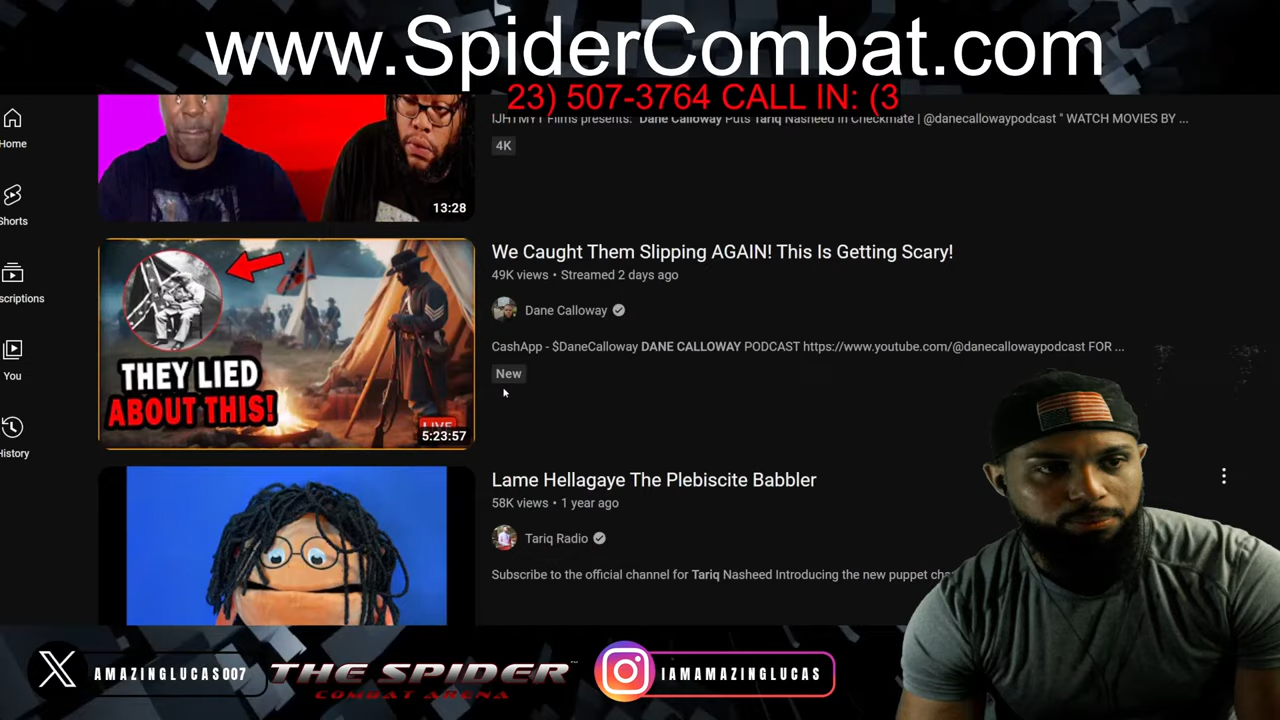 www.SpiderCombat.com
23) 507-3764 CALL IN: (3
IJHTMYT Films presents: Dane Calloway Puts Tariq Nasheed in Checkmate | @danecallowaypodcast " WATCH MOVIES BY ...
Home
4K
13:28
Shorts
We Caught Them Slipping AGAIN! This Is Getting Scary!
49K views • Streamed 2 days ago
scriptions
Dane Calloway
CashApp - $DaneCalloway DANE CALLOWAY PODCAST https://www.youtube.com/@danecallowaypodcast FOR ...
You
New
THEY LIED
ABOUT THIS!
LIVE
5:23:57
History
Lame Hellagaye The Plebiscite Babbler
58K views • 1 year ago
Tariq Radio
Subscribe to the official channel for Tariq Nasheed Introducing the new puppet cha
AMAZINGLUCAS007
THE SPIDER
COMBAT ARENA
IAMAMAZINGLUCAS